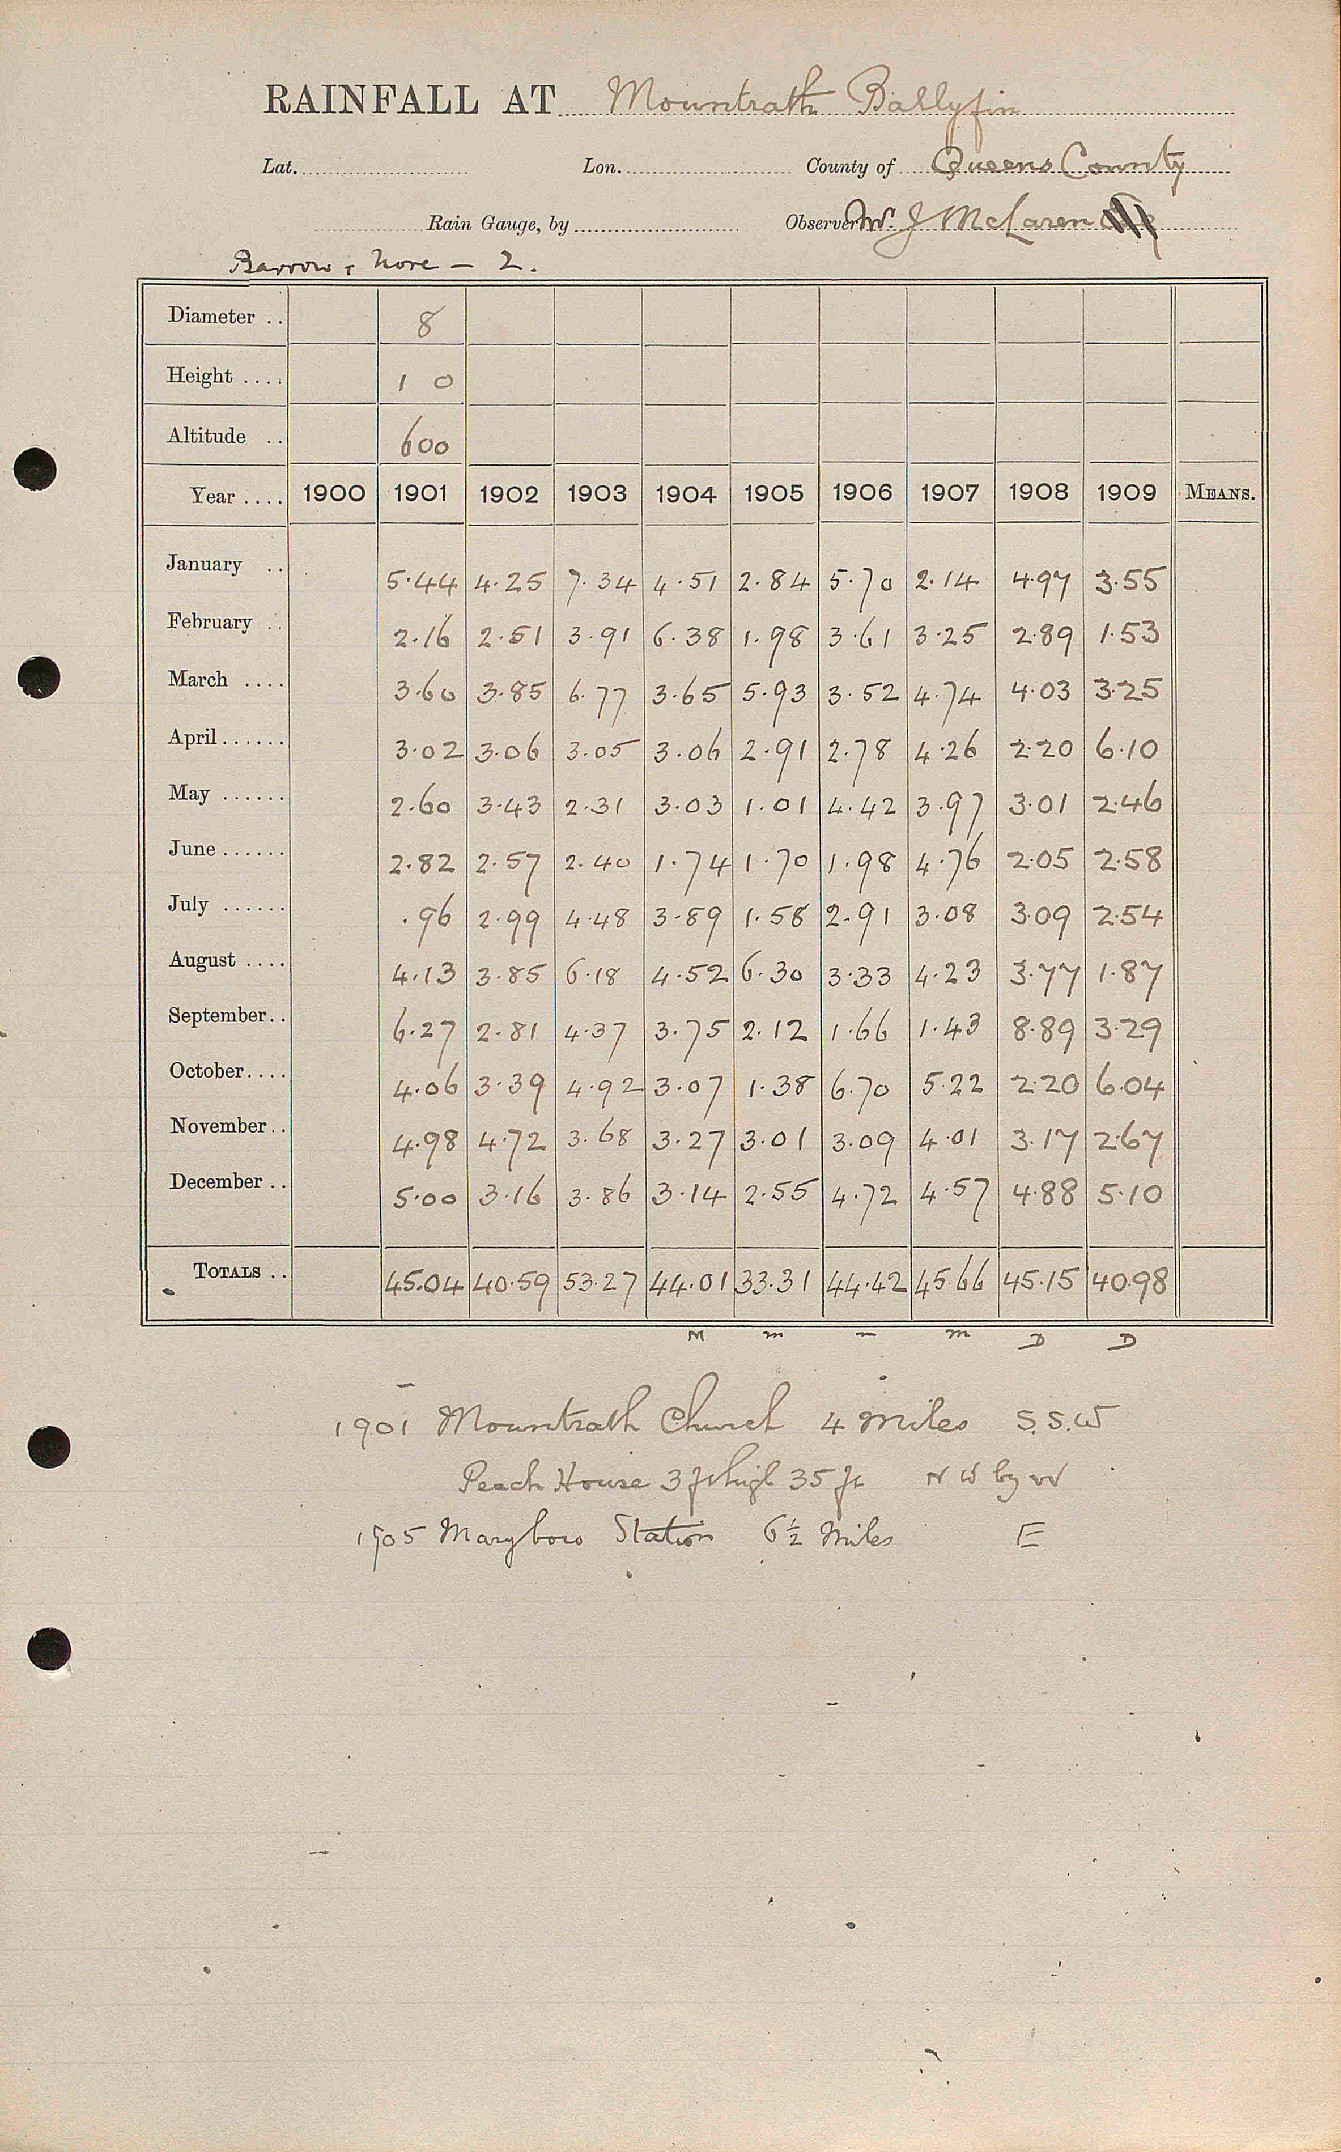 RAINFALL AT Mountrath Ballyfin
Lat. Lon. County of Queens County
Rain Gauge, by Observer W. J McLaren
Barrow & Nore - 2.
Diameter .. 8
Height .... 1 0
Altitude .. 600
Year .... 1900 1901 1902 1903 1904 1905 1906 1907 1908 1909 MEANS.
January .. 5.44 4.25 7.34 4.51 2.84 5.70 2.14 4.97 3.55
February .. 2.16 2.51 3.91 6.38 1.98 3.61 3.25 2.89 1.53
March .... 3.60 3.85 6.77 3.65 5.93 3.52 4.74 4.03 3.25
April...... 3.02 3.06 3.05 3.06 2.91 2.78 4.26 2.20 6.10
May ...... 2.60 3.43 2.31 3.03 1.01 4.42 3.97 3.01 2.46
June ...... 2.82 2.57 2.40 1.74 1.70 1.98 4.76 2.05 2.58
July ...... .96 2.99 4.48 3.89 1.58 2.91 3.08 3.09 2.54
August .... 4.13 3.85 6.18 4.52 6.30 3.33 4.23 3.77 1.87
September.. 6.27 2.81 4.37 3.75 2.12 1.66 1.43 8.89 3.29
October.... 4.06 3.39 4.92 3.07 1.38 6.70 5.22 2.20 6.04
November.. 4.98 4.72 3.68 3.27 3.01 3.09 4.01 3.17 2.67
December .. 5.00 3.16 3.86 3.14 2.55 4.72 4.57 4.88 5.10
TOTALS .. 45.04 40.59 53.27 44.01 33.31 44.42 45.66 45.15 40.98
M m m D D
1901 Mountrath Church 4 Miles S.S.W
Peach House 3 ft high 35 ft N W by W
1905 Maryboro Station 6½ Miles E